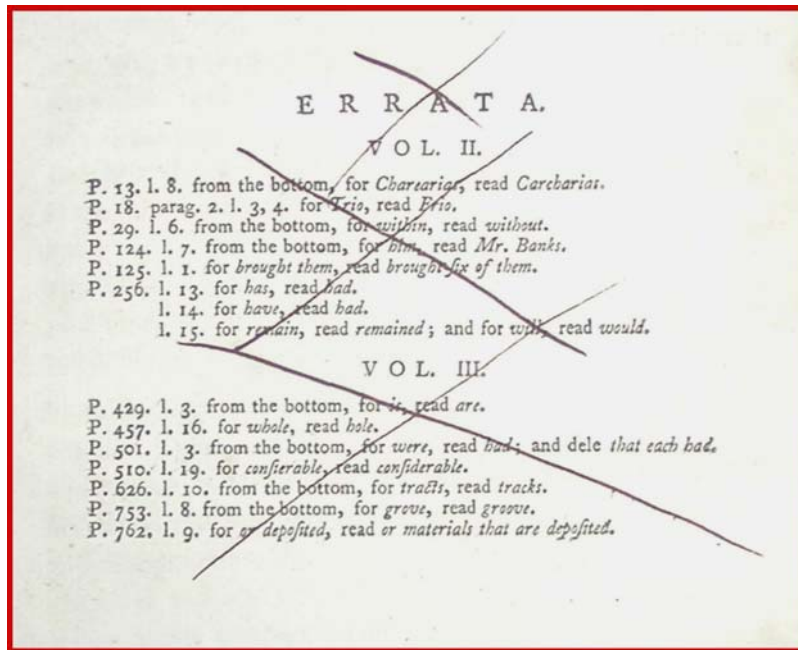 ERRATA.
VOL. II.
P. 13. l. 8. from the bottom, for Charearias, read Carcharias.
P. 18. parag. 2. l. 3, 4. for Trio, read Frio.
P. 29. l. 6. from the bottom, for within, read without.
P. 124. l. 7. from the bottom, for him, read Mr. Banks.
P. 125. l. 1. for brought them, read brought ſix of them.
P. 256. l. 13. for has, read had.
l. 14. for have, read had.
l. 15. for remain, read remained; and for will, read would.
VOL. III.
P. 429. l. 3. from the bottom, for is, read are.
P. 457. l. 16. for whole, read hole.
P. 501. l. 3. from the bottom, for were, read had; and dele that each had.
P. 510. l. 19. for conſierable, read conſiderable.
P. 626. l. 10. from the bottom, for tracts, read tracks.
P. 753. l. 8. from the bottom, for grove, read groove.
P. 762. l. 9. for or depoſited, read or materials that are depoſited.